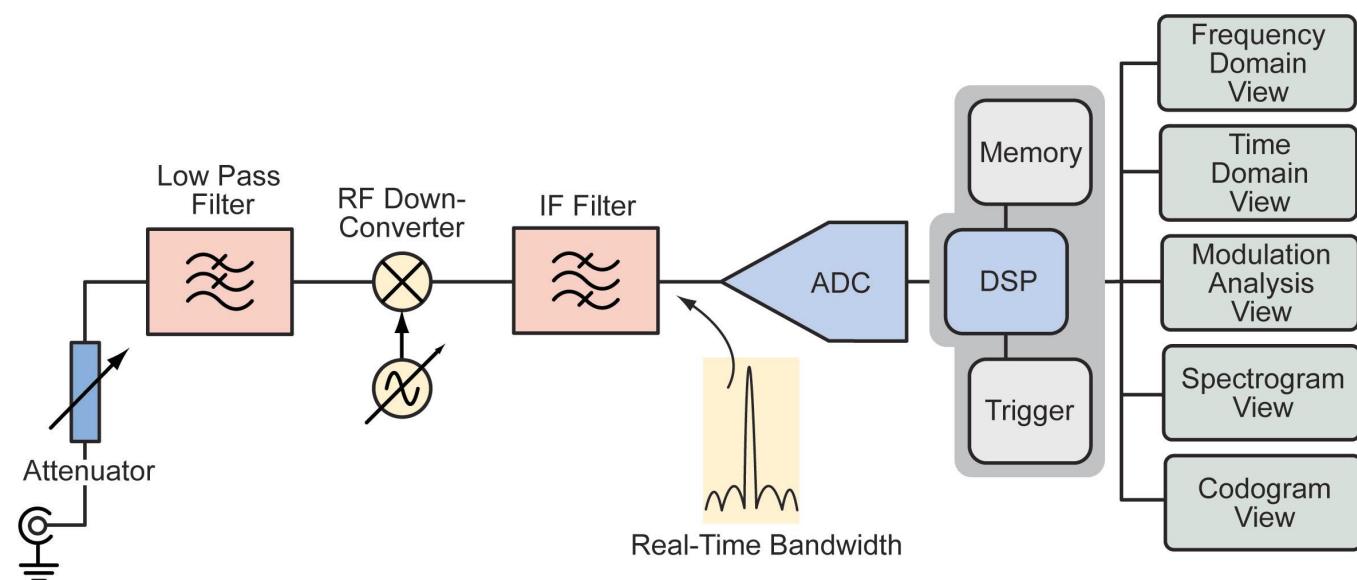 Low Pass
Filter
RF Down-
Converter
IF Filter
Attenuator
ADC
Real-Time Bandwidth
Memory
DSP
Trigger
Frequency
Domain
View
Time
Domain
View
Modulation
Analysis
View
Spectrogram
View
Codogram
View